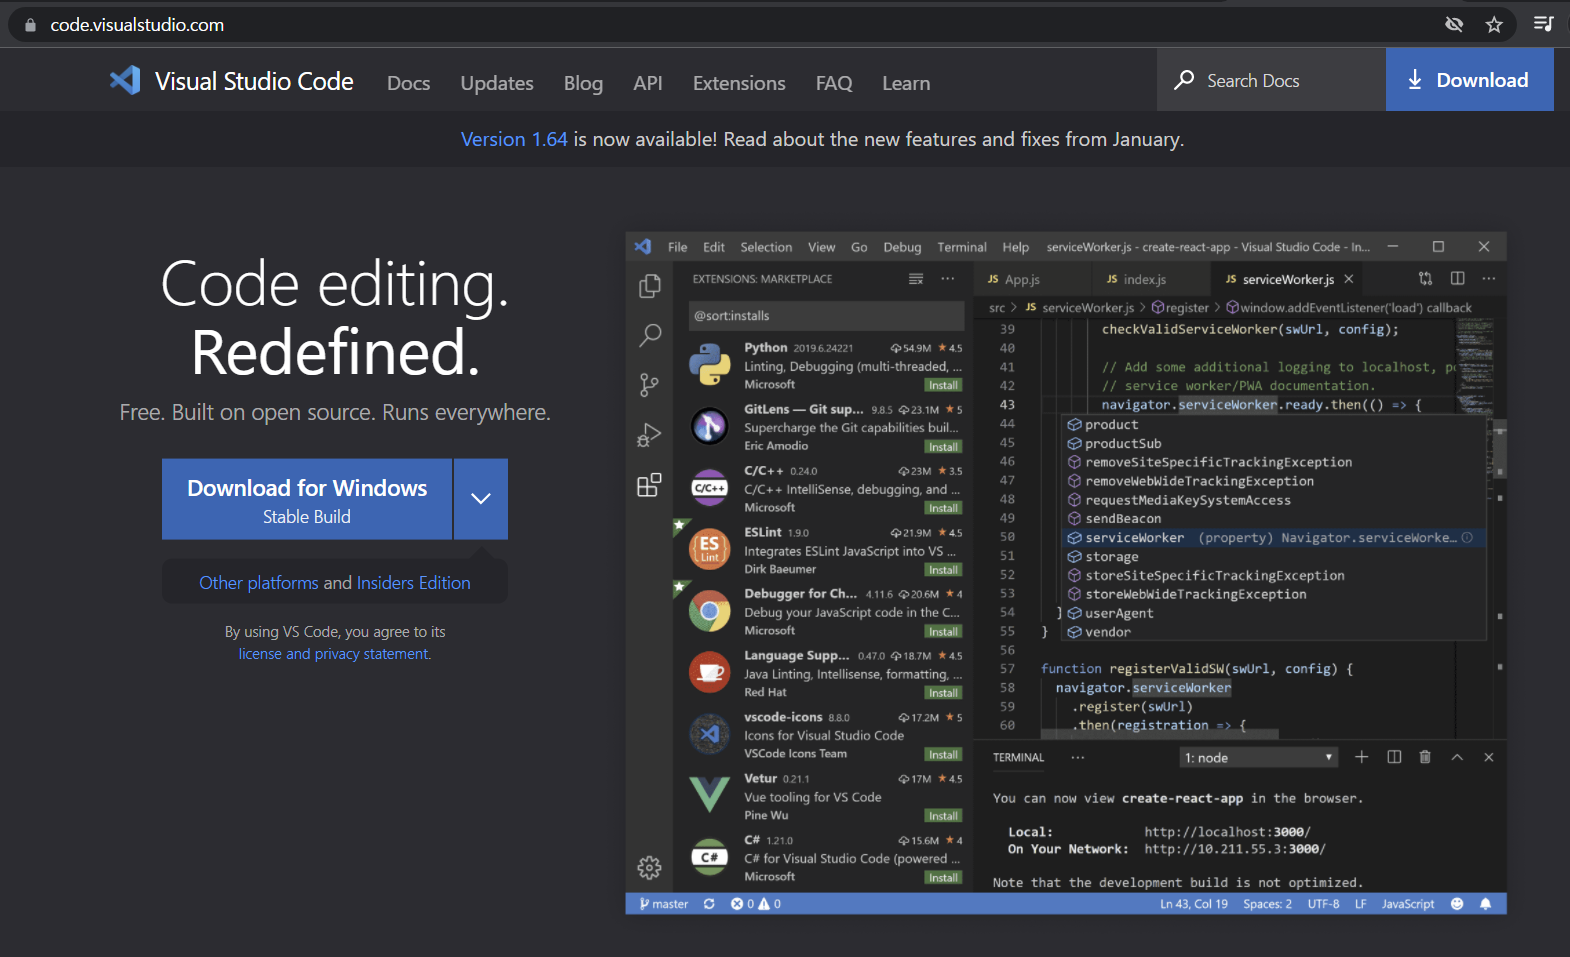 code.visualstudio.com
Visual Studio Code Docs Updates Blog API Extensions FAQ Learn Search Docs Download
Version 1.64 is now available! Read about the new features and fixes from January.
Code editing.
Redefined.
Free. Built on open source. Runs everywhere.
Download for Windows
Stable Build
Other platforms and Insiders Edition
By using VS Code, you agree to its
license and privacy statement.
File Edit Selection View Go Debug Terminal Help serviceWorker.js - create-react-app - Visual Studio Code - In...
EXTENSIONS: MARKETPLACE
@sort:installs
Python 2019.6.24221 54.9M 4.5
Linting, Debugging (multi-threaded, ...
Microsoft Install
GitLens — Git sup... 9.8.5 23.1M 5
Supercharge the Git capabilities buil...
Eric Amodio Install
C/C++ C/C++ 0.24.0 23M 3.5
C/C++ IntelliSense, debugging, and ...
Microsoft Install
ES Lint ESLint 1.9.0 21.9M 4.5
Integrates ESLint JavaScript into VS ...
Dirk Baeumer Install
Debugger for Ch... 4.11.6 20.6M 4
Debug your JavaScript code in the C...
Microsoft Install
Language Supp... 0.47.0 18.7M 4.5
Java Linting, Intellisense, formatting, ...
Red Hat Install
vscode-icons 8.8.0 17.2M 5
Icons for Visual Studio Code
VSCode Icons Team Install
Vetur 0.21.1 17M 4.5
Vue tooling for VS Code
Pine Wu Install
C# C# 1.21.0 15.6M 4
C# for Visual Studio Code (powered ...
Microsoft Install
JS App.js JS index.js JS serviceWorker.js
src > JS serviceWorker.js > register > window.addEventListener('load') callback
39 checkValidServiceWorker(swUrl, config);
40
41 // Add some additional logging to localhost, po
42 // service worker/PWA documentation.
43 navigator.serviceWorker.ready.then(() => {
44 product
45 productSub
46 removeSiteSpecificTrackingException
47 removeWebWideTrackingException
48 requestMediaKeySystemAccess
49 sendBeacon
50 serviceWorker (property) Navigator.serviceWorke...
51 storage
52 storeSiteSpecificTrackingException
53 storeWebWideTrackingException
54 } userAgent
55 } vendor
56
57 function registerValidSW(swUrl, config) {
58 navigator.serviceWorker
59 .register(swUrl)
60 .then(registration => {
TERMINAL ... 1: node
You can now view create-react-app in the browser.
Local: http://localhost:3000/
On Your Network: http://10.211.55.3:3000/
Note that the development build is not optimized.
master 0 0 Ln 43, Col 19 Spaces: 2 UTF-8 LF JavaScript